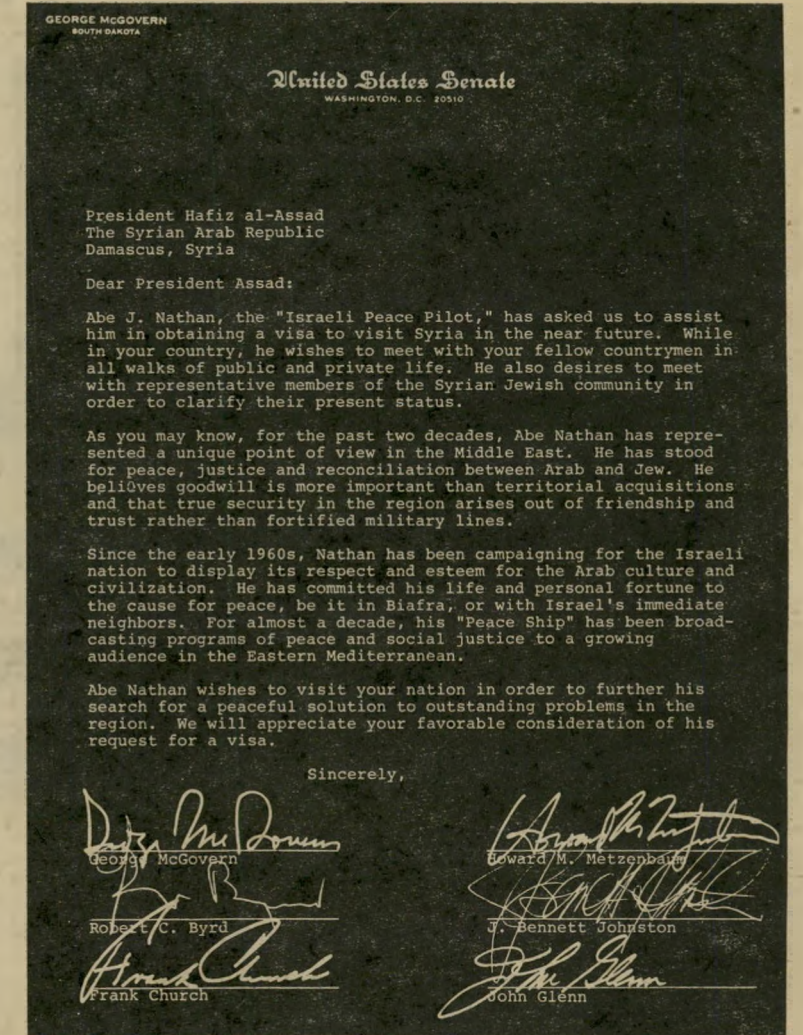 GEORGE McGOVERN
SOUTH DAKOTA
United States Senate
WASHINGTON, D.C. 20510
President Hafiz al-Assad
The Syrian Arab Republic
Damascus, Syria
Dear President Assad:
Abe J. Nathan, the "Israeli Peace Pilot," has asked us to assist
him in obtaining a visa to visit Syria in the near future. While
in your country, he wishes to meet with your fellow countrymen in
all walks of public and private life. He also desires to meet
with representative members of the Syrian Jewish community in
order to clarify their present status.
As you may know, for the past two decades, Abe Nathan has repre-
sented a unique point of view in the Middle East. He has stood
for peace, justice and reconciliation between Arab and Jew. He
believes goodwill is more important than territorial acquisitions
and that true security in the region arises out of friendship and
trust rather than fortified military lines.
Since the early 1960s, Nathan has been campaigning for the Israeli
nation to display its respect and esteem for the Arab culture and
civilization. He has committed his life and personal fortune to
the cause for peace, be it in Biafra, or with Israel's immediate
neighbors. For almost a decade, his "Peace Ship" has been broad-
casting programs of peace and social justice to a growing
audience in the Eastern Mediterranean.
Abe Nathan wishes to visit your nation in order to further his
search for a peaceful solution to outstanding problems in the
region. We will appreciate your favorable consideration of his
request for a visa.
Sincerely,
George McGovern
Howard M. Metzenbaum
Robert C. Byrd
J. Bennett Johnston
Frank Church
Frank Church
John Glenn
John Glenn